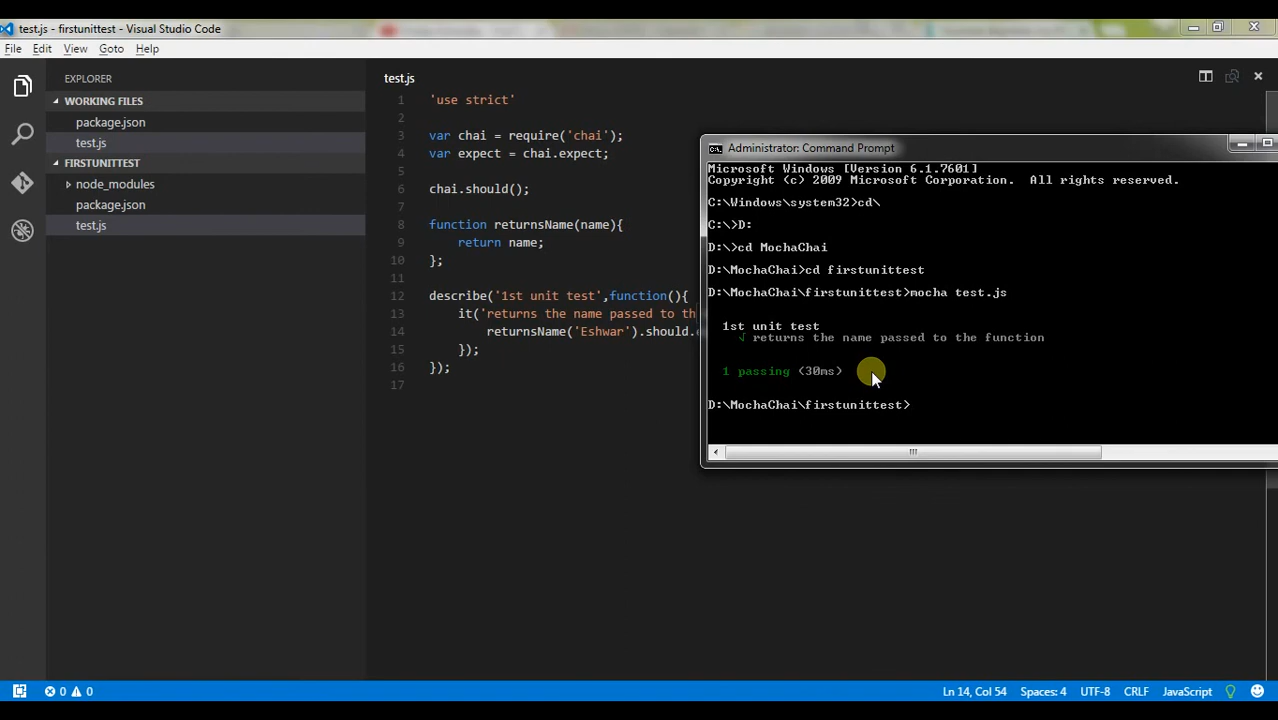 test.js - firstunittest - Visual Studio Code
File Edit View Goto Help
EXPLORER
WORKING FILES
package.json
test.js
FIRSTUNITTEST
node_modules
package.json
test.js
test.js
1 'use strict'
2
3 var chai = require('chai');
4 var expect = chai.expect;
5
6 chai.should();
7
8 function returnsName(name){
9 return name;
10 };
11
12 describe('1st unit test',function(){
13 it('returns the name passed to th
14 returnsName('Eshwar').should.
15 });
16 });
17
Administrator: Command Prompt
Microsoft Windows [Version 6.1.7601]
Copyright (c) 2009 Microsoft Corporation. All rights reserved.
C:\Windows\system32>cd\
C:\>D:
D:\>cd MochaChai
D:\MochaChai>cd firstunittest
D:\MochaChai\firstunittest>mocha test.js
1st unit test
√ returns the name passed to the function
1 passing (30ms)
D:\MochaChai\firstunittest>
0 0 Ln 14, Col 54 Spaces: 4 UTF-8 CRLF JavaScript